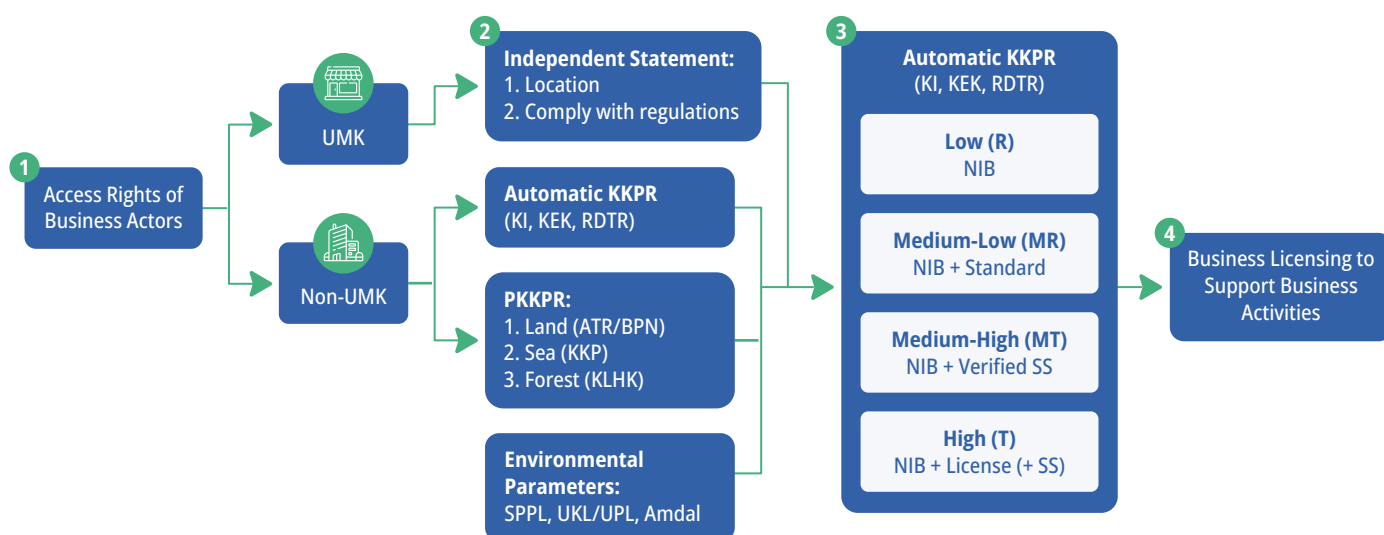 1
Access Rights of
Business Actors
UMK
Non-UMK
2
Independent Statement:
1. Location
2. Comply with regulations
Automatic KKPR
(KI, KEK, RDTR)
PKKPR:
1. Land (ATR/BPN)
2. Sea (KKP)
3. Forest (KLHK)
Environmental
Parameters:
SPPL, UKL/UPL, Amdal
3
Automatic KKPR
(KI, KEK, RDTR)
Low (R)
NIB
Medium-Low (MR)
NIB + Standard
Medium-High (MT)
NIB + Verified SS
High (T)
NIB + License (+ SS)
4
Business Licensing to
Support Business
Activities